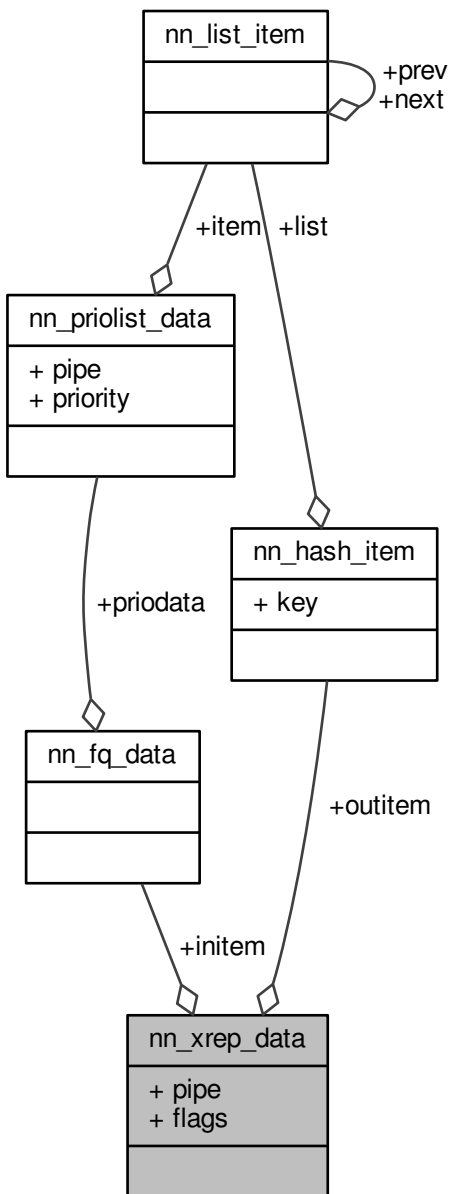 nn_list_item
+prev
+next
+item
+list
nn_priolist_data
+ pipe
+ priority
nn_hash_item
+ key
+priodata
nn_fq_data
+outitem
+initem
nn_xrep_data
+ pipe
+ flags